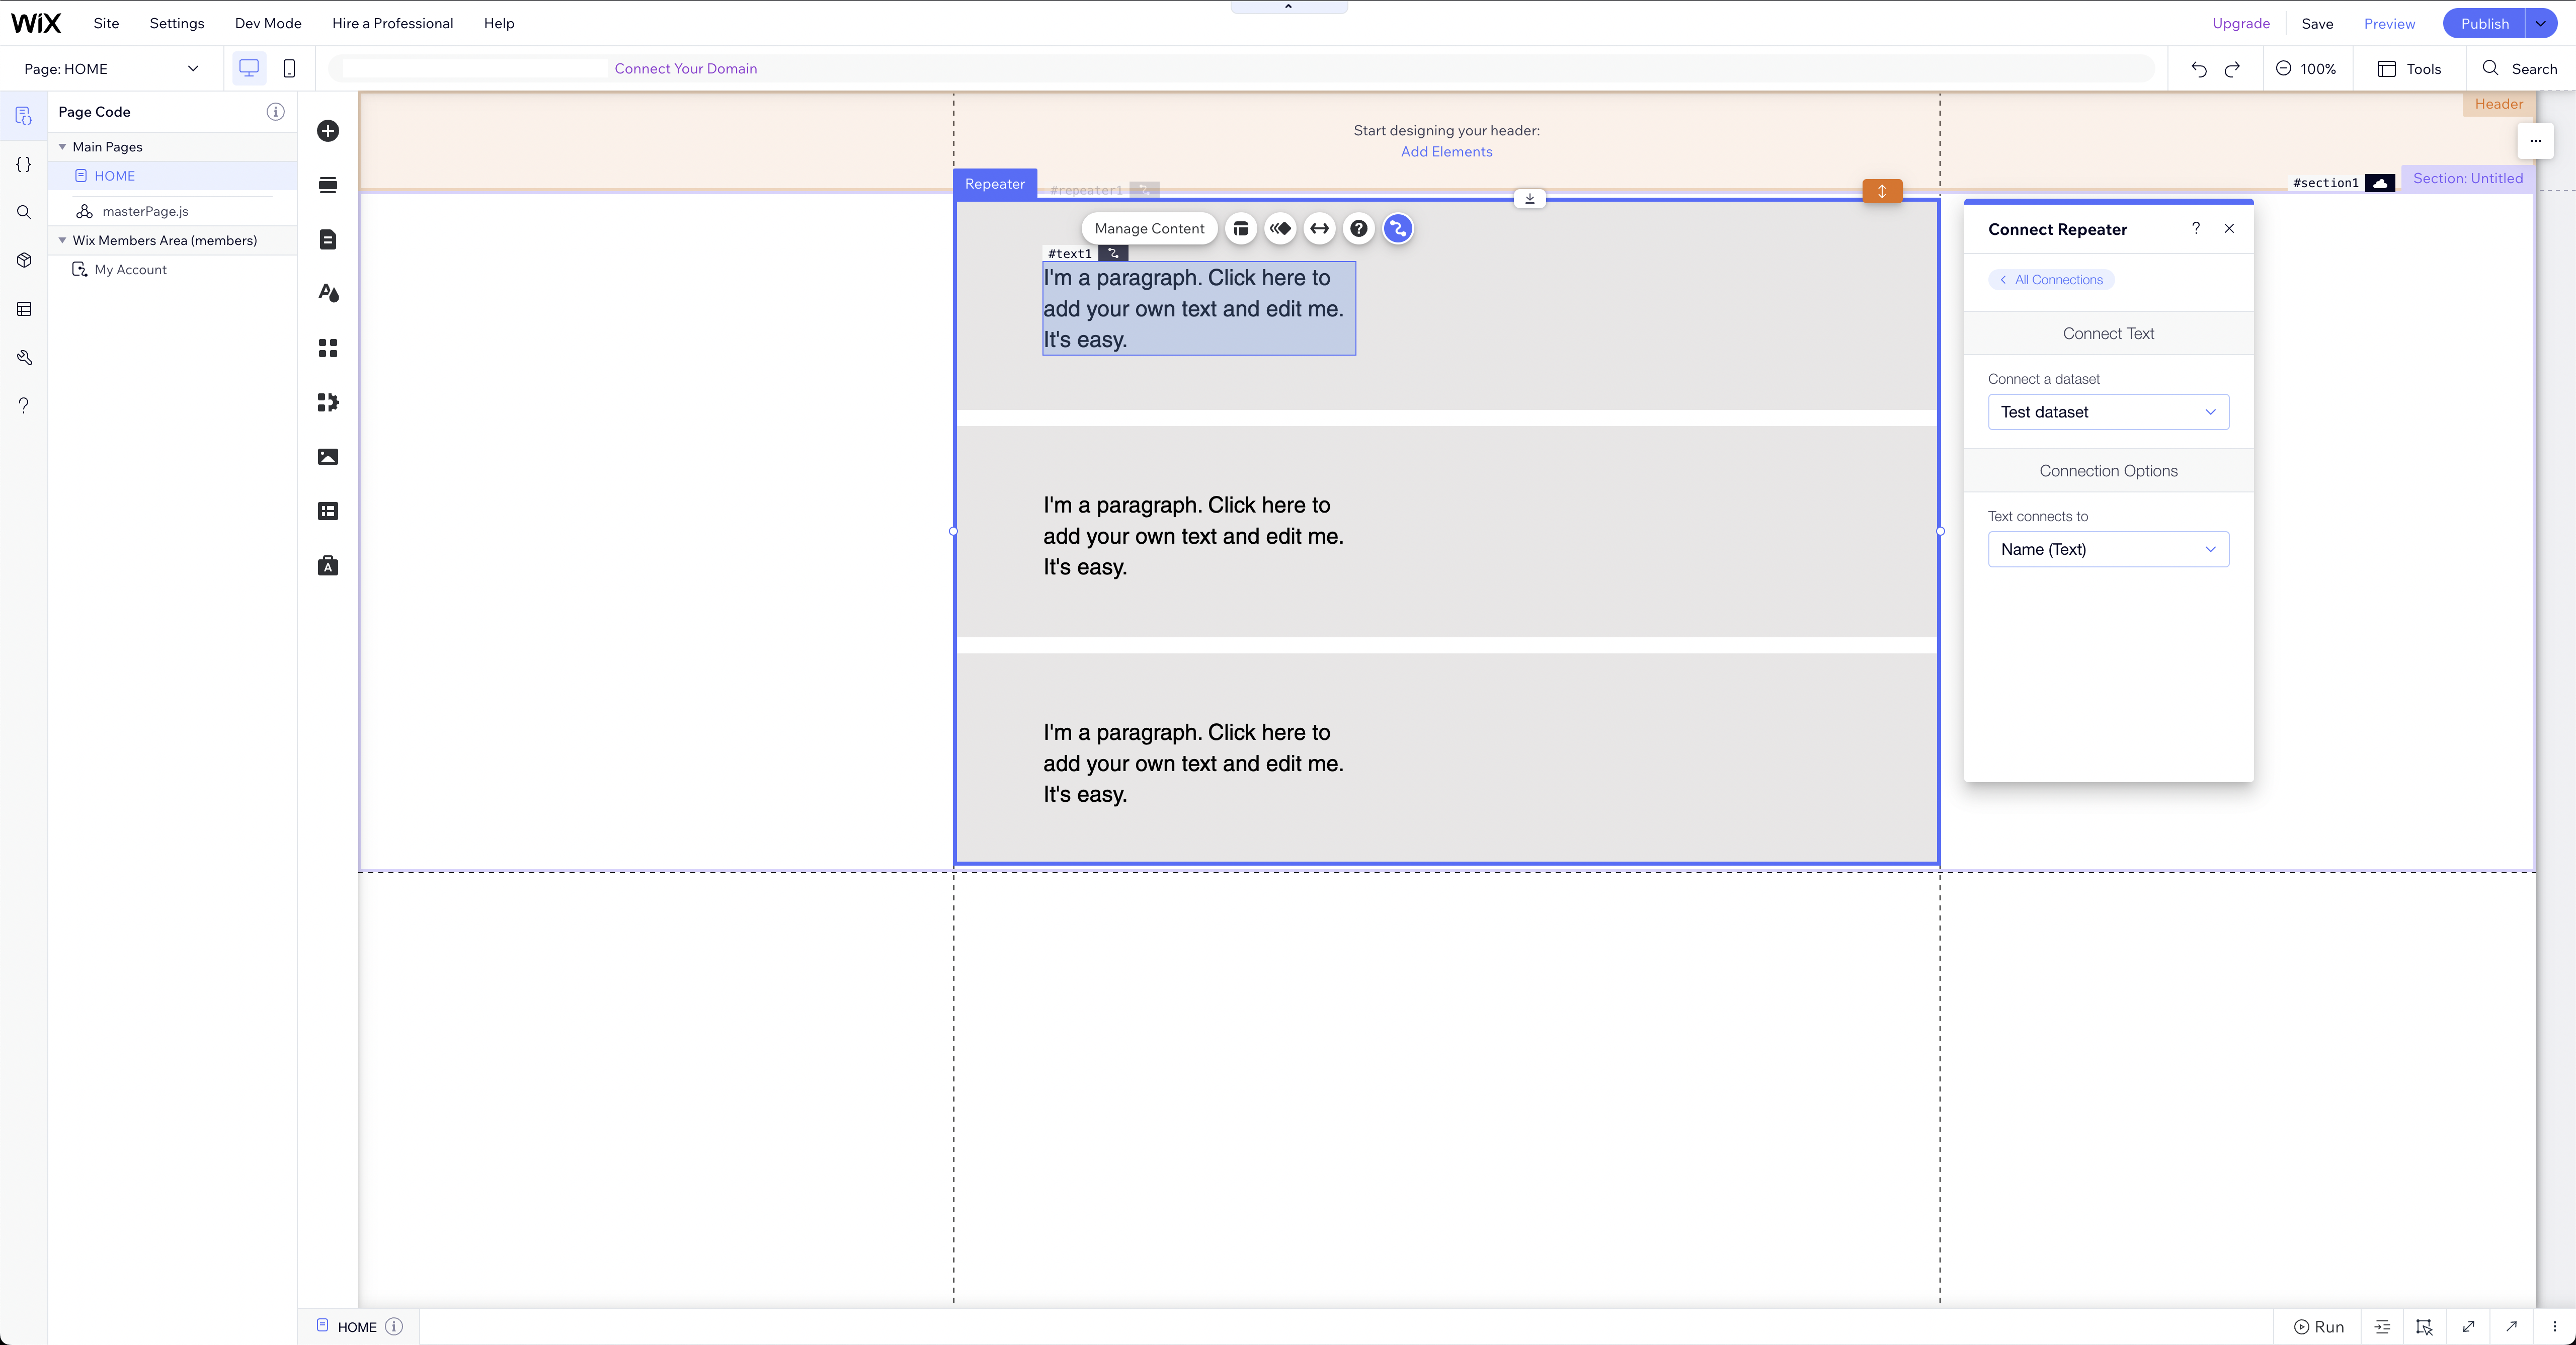 WiX
Site
Settings
Dev Mode
Hire a Professional
Help
Upgrade
Save
Preview
Publish
Page: HOME
Connect Your Domain
100%
Tools
Search
Page Code
Main Pages
HOME
masterPage.js
Wix Members Area (members)
My Account
Header
Start designing your header:
Add Elements
Repeater
#repeater1
#section1
Section: Untitled
Manage Content
#text1
I'm a paragraph. Click here to
add your own text and edit me.
It's easy.
I'm a paragraph. Click here to
add your own text and edit me.
It's easy.
I'm a paragraph. Click here to
add your own text and edit me.
It's easy.
Connect Repeater
?
All Connections
Connect Text
Connect a dataset
Test dataset
Connection Options
Text connects to
Name (Text)
HOME
Run